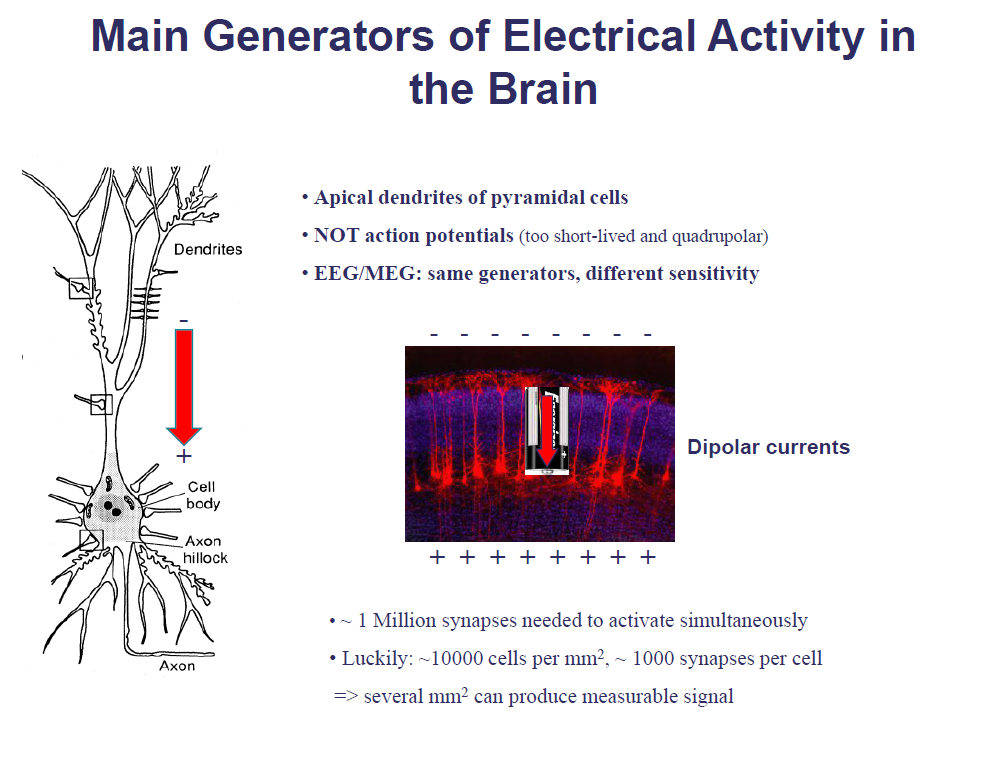 Main Generators of Electrical Activity in
the Brain
• Apical dendrites of pyramidal cells
• NOT action potentials (too short-lived and quadrupolar)
• EEG/MEG: same generators, different sensitivity
Dendrites
-
+
Cell
body
Axon
hillock
Axon
- - - - - - - -
Dipolar currents
+ + + + + + + +
• ~ 1 Million synapses needed to activate simultaneously
• Luckily: ~10000 cells per mm², ~ 1000 synapses per cell
=> several mm² can produce measurable signal